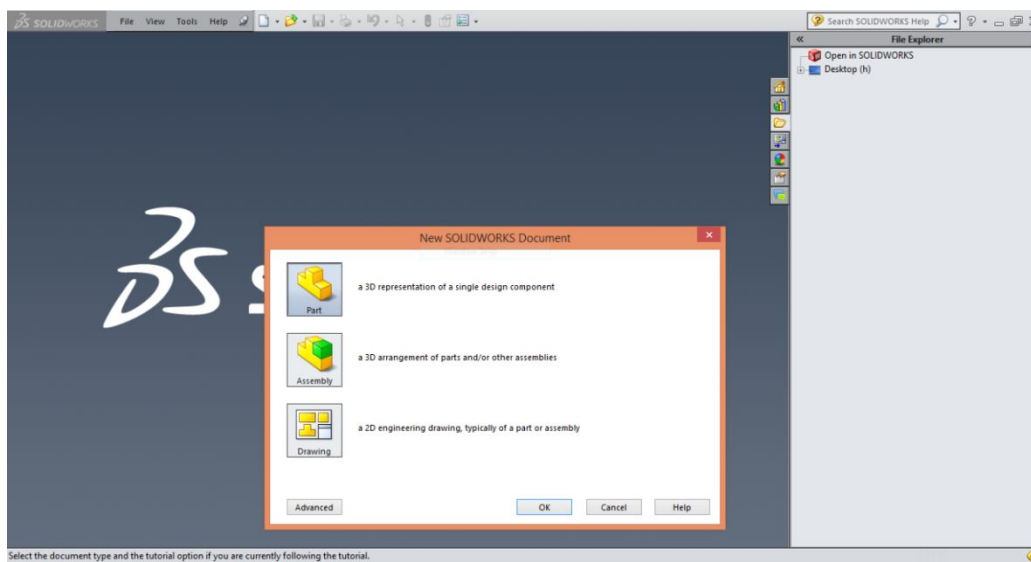 SOLIDWORKS File View Tools Help Search SOLIDWORKS Help
File Explorer
Open in SOLIDWORKS
Desktop (h)
New SOLIDWORKS Document
Part a 3D representation of a single design component
Assembly a 3D arrangement of parts and/or other assemblies
Drawing a 2D engineering drawing, typically of a part or assembly
Advanced OK Cancel Help
Select the document type and the tutorial option if you are currently following the tutorial.